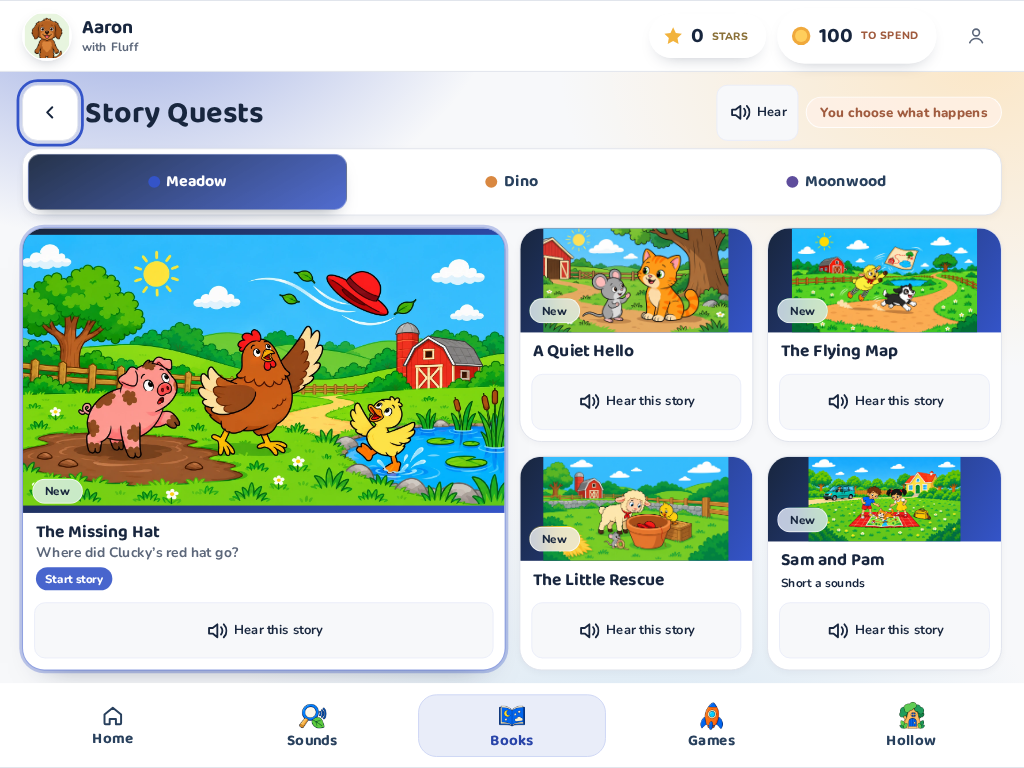 Aaron
with Fluff
0 STARS
100 TO SPEND
Story Quests
Hear
You choose what happens
Meadow
Dino
Moonwood
New
The Missing Hat
Where did Clucky's red hat go?
Start story
Hear this story
New
A Quiet Hello
Hear this story
New
The Flying Map
Hear this story
New
The Little Rescue
Hear this story
New
Sam and Pam
Short a sounds
Hear this story
Home
Sounds
Books
Games
Hollow